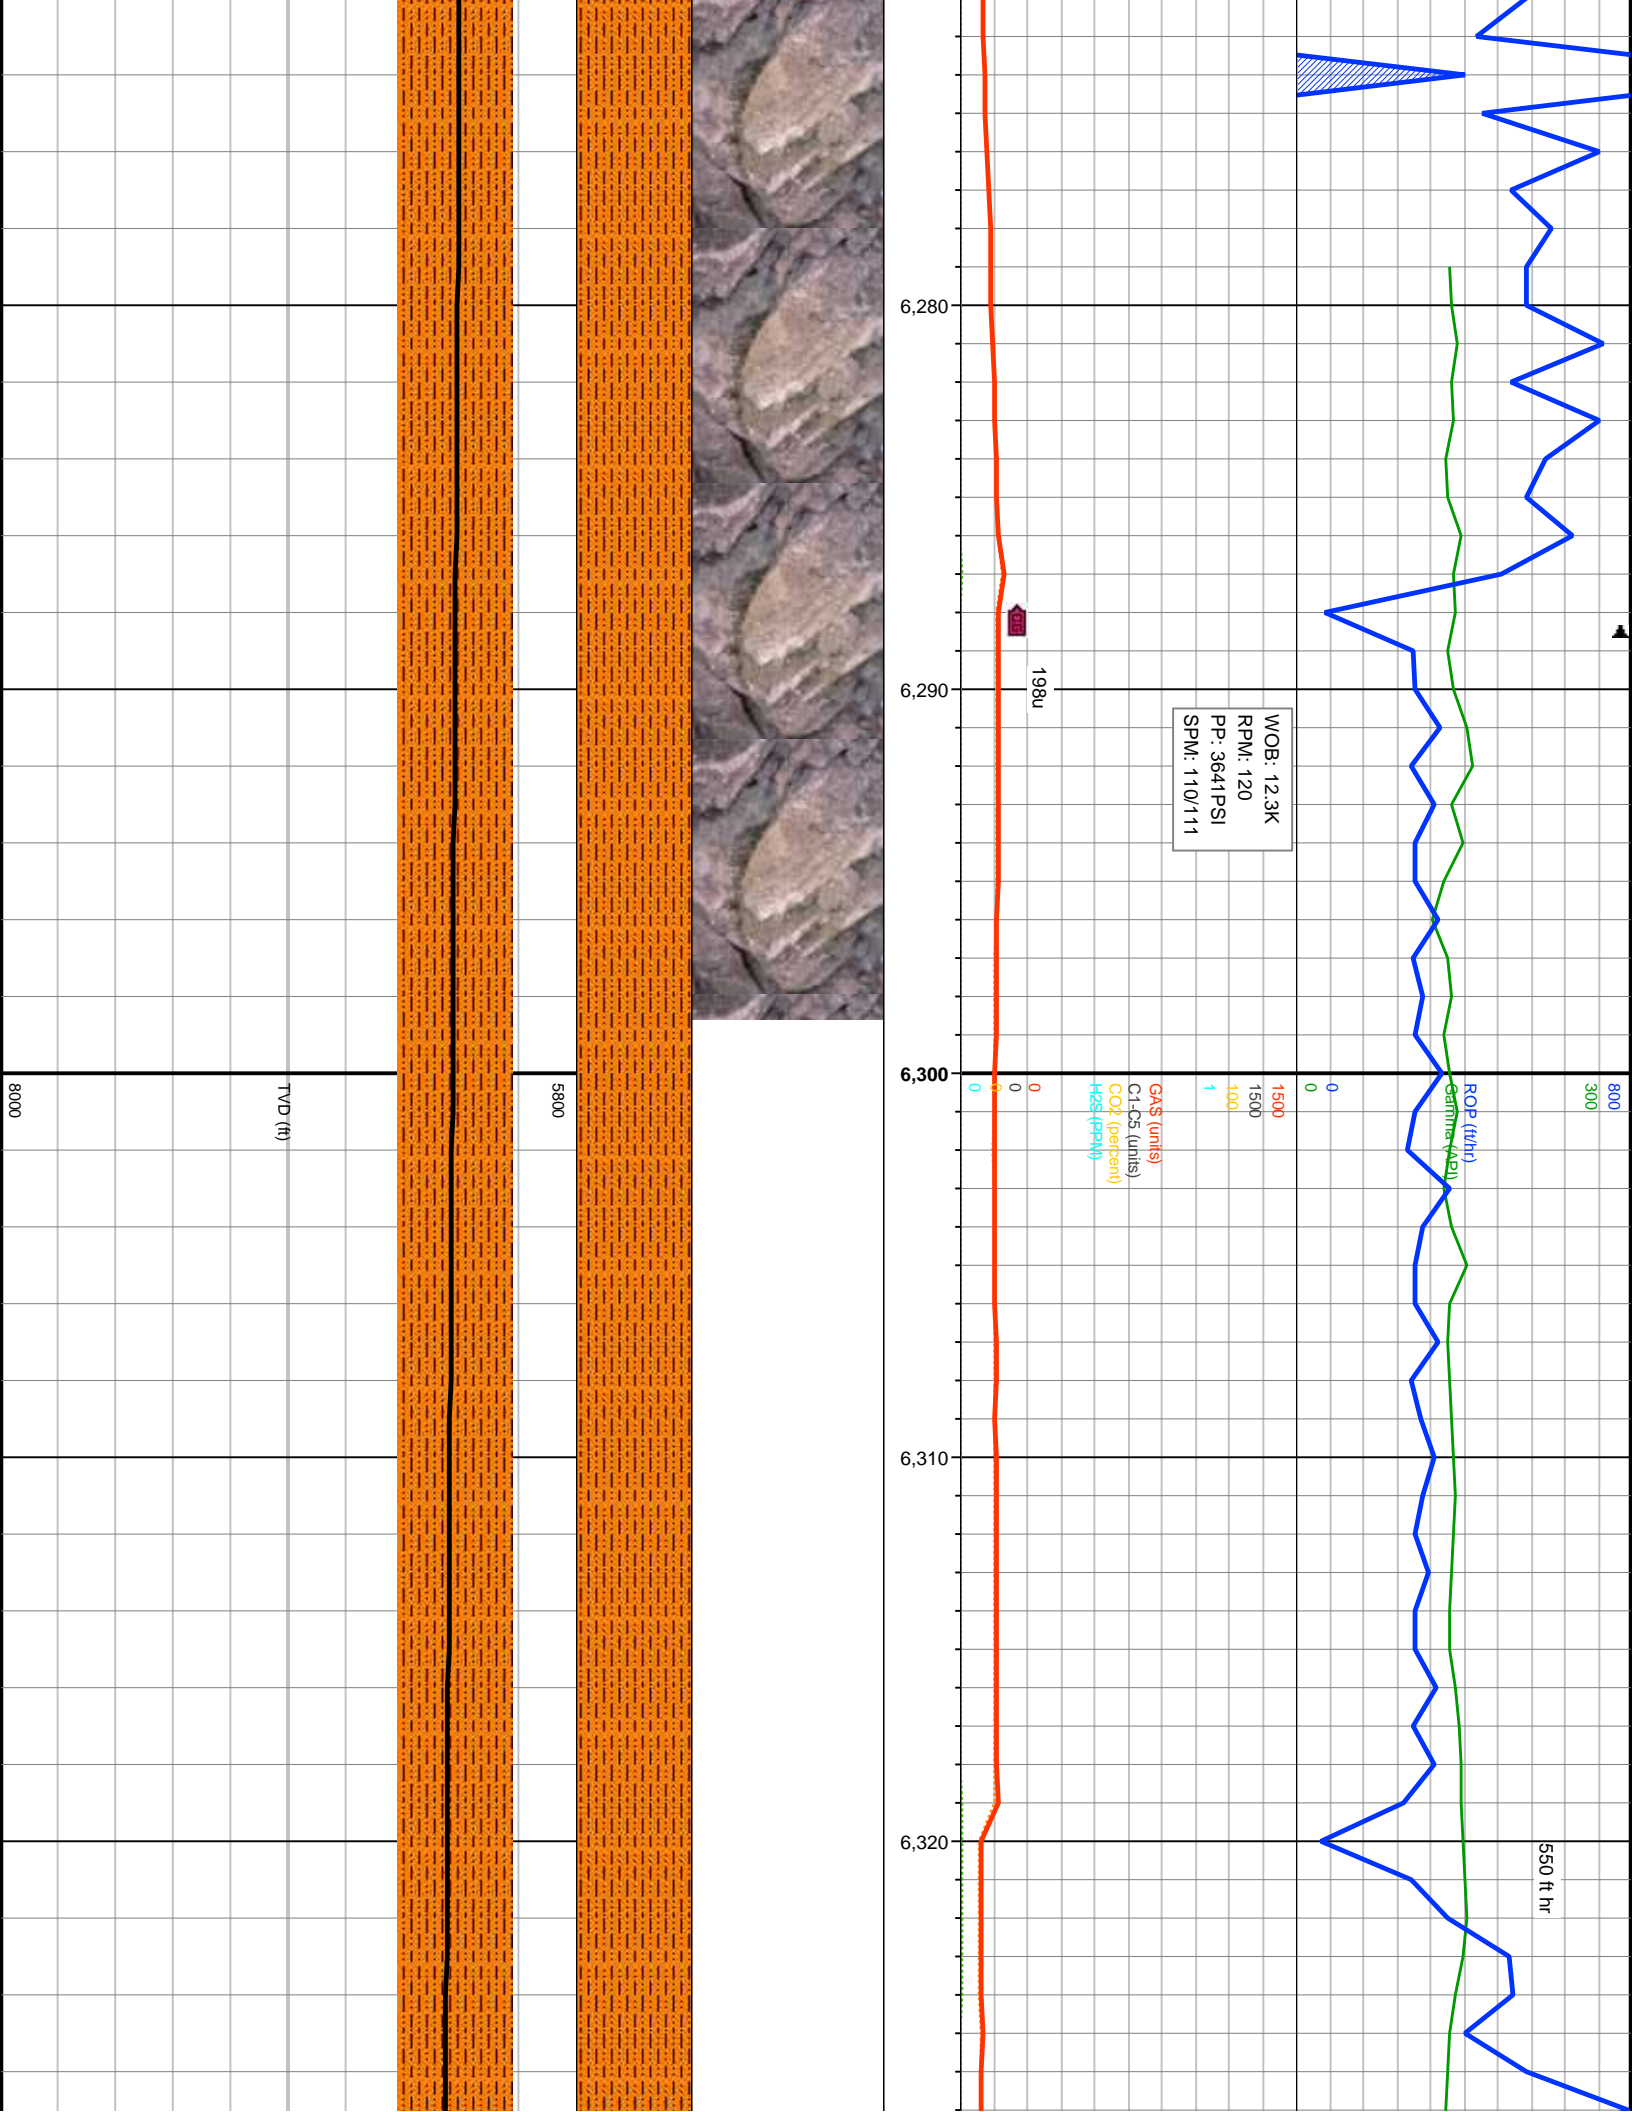 6,280
6,290
198u
WOB: 12.3K
RPM: 120
PP: 3641PSI
SPM: 110/111
6,300
8000
TVD (ft)
5800
0
0
0
0
GAS (units)
C1-C5 (units)
CO2 (percent)
H2S (PPM)
1500
1500
100
1
0
0
ROP (ft/hr)
Gamma (API)
800
300
6,310
6,320
550 ft hr